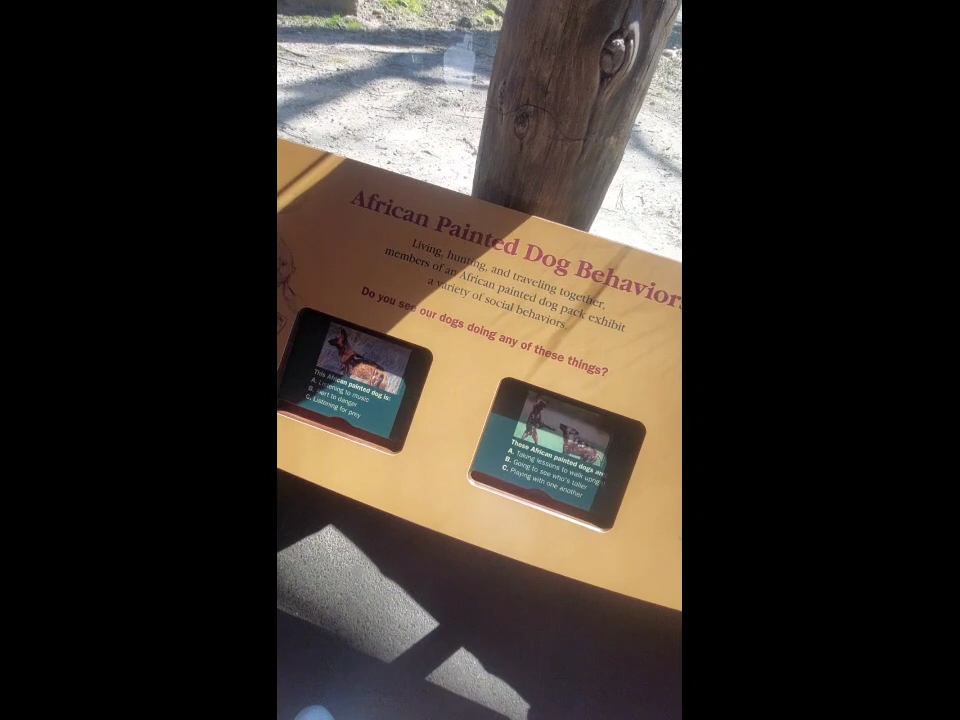 African Painted Dog Behaviors
Living, hunting, and traveling together,
members of an African painted dog pack exhibit
a variety of social behaviors.
Do you see our dogs doing any of these things?
This African painted dog is:
A. Listening to music
B. Alert to danger
C. Listening for prey
These African painted dogs are
A. Taking lessons to walk upright
B. Going to see who's taller
C. Playing with one another